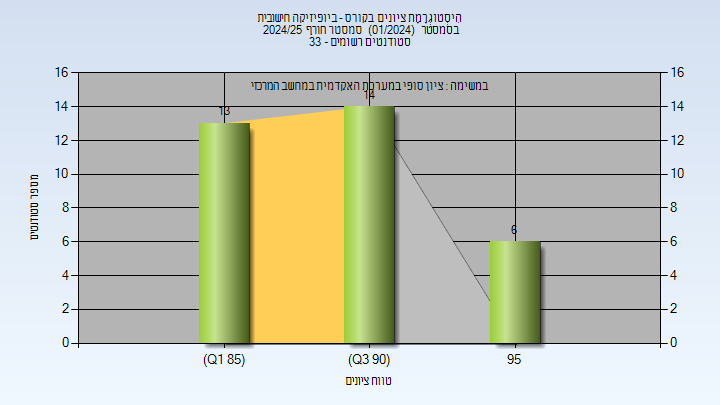 היסטוגרמת ציונים בקורס - ביופיזיקה חישובית
בסמסטר (01/2024) סמסטר חורף 2024/25
סטודנטים רשומים - 33
במשימה : ציון סופי במערכת האקדמית במחשב המרכזי
16 16
14 14
12 12
10 10
8 8
6 6
4 4
2 2
0 0
13
14
6
מספר סטודנטים
(Q1 85) (Q3 90) 95
טווח ציונים